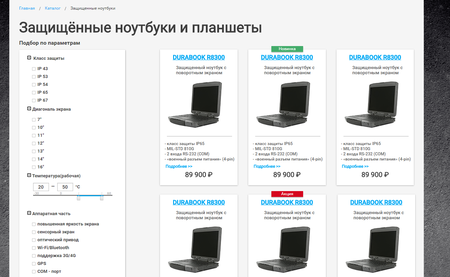 Главная / Каталог / Защищенные ноутбуки
Защищённые ноутбуки и планшеты
Подбор по параметрам
Класс защиты
IP 43
IP 53
IP 54
IP 65
IP 67
Диагональ экрана
7"
10"
11"
12"
13"
14"
16"
Температура(рабочая)
20 — 50 °C
Аппаратная часть
повышенная яркость экрана
сенсорный экран
оптический привод
Wi-Fi/Bluetooth
поддержка 3G/4G
GPS
COM - порт
DURABOOK R8300
Защищенный ноутбук с
поворотным экраном
- класс защиты IP65
- MIL-STD 810G
- 2 входа RS-232 (COM)
- «военный разъем питания» (4-pin)
Подробнее >>
89 900 ₽
Новинка
DURABOOK R8300
Защищенный ноутбук с
поворотным экраном
- класс защиты IP65
- MIL-STD 810G
- 2 входа RS-232 (COM)
- «военный разъем питания» (4-pin)
Подробнее >>
89 900 ₽
DURABOOK R8300
Защищенный ноутбук с
поворотным экраном
- класс защиты IP65
- MIL-STD 810G
- 2 входа RS-232 (COM)
- «военный разъем питания» (4-pin)
Подробнее >>
89 900 ₽
DURABOOK R8300
Защищенный ноутбук с
поворотным экраном
Акция
DURABOOK R8300
Защищенный ноутбук с
поворотным экраном
DURABOOK R8300
Защищенный ноутбук с
поворотным экраном